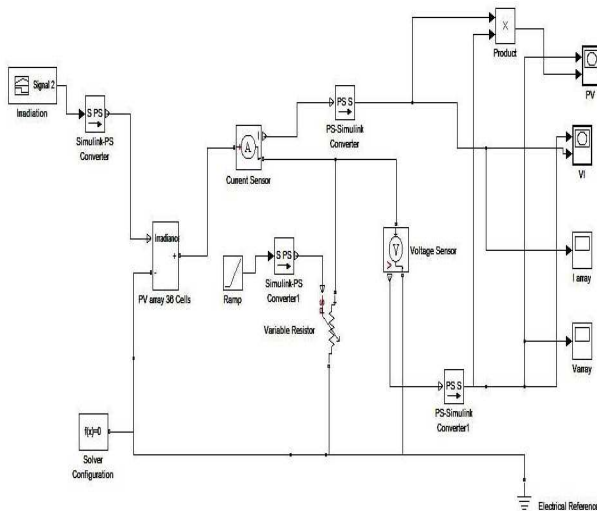 Signal 2
Irradiation
S PS
Simulink-PS
Converter
Irradiance
+
-
PV array 36 Cells
A
Current Sensor
PS S
PS-Simulink
Converter
Ramp
S PS
Simulink-PS
Converter1
Variable Resistor
V
Voltage Sensor
PS S
PS-Simulink
Converter1
X
Product
PV
VI
I array
Varray
f(x)=0
Solver
Configuration
Electrical Reference